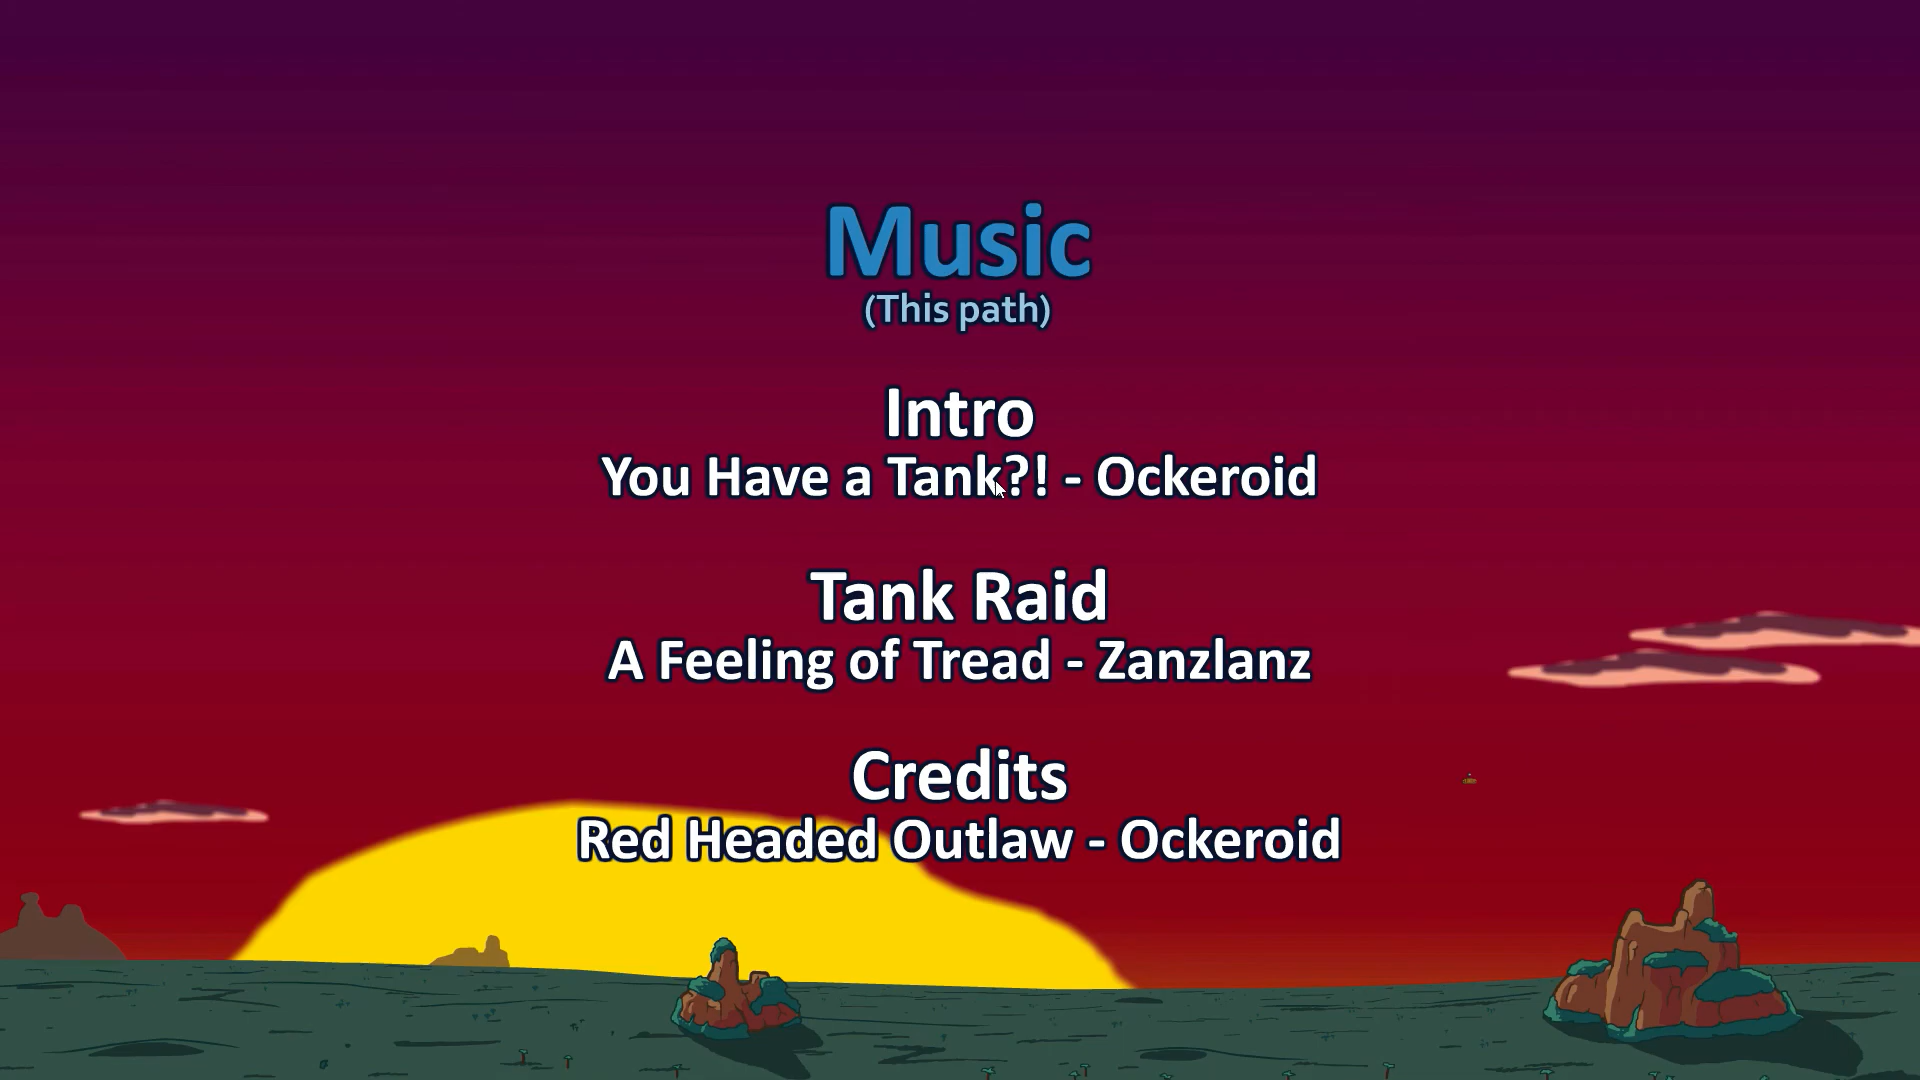 Music
(This path)
Intro
You Have a Tank?! - Ockeroid
Tank Raid
A Feeling of Tread - Zanzlanz
Credits
Red Headed Outlaw - Ockeroid